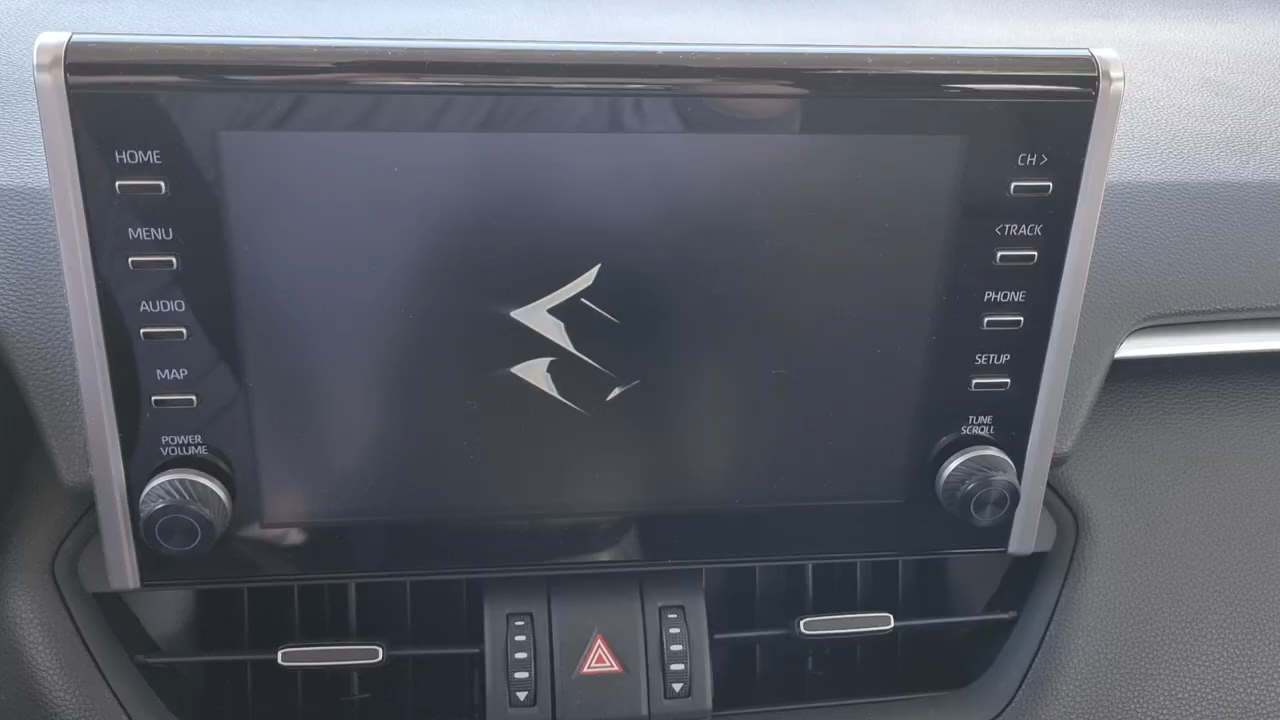 HOME
MENU
AUDIO
MAP
POWER
VOLUME
CH >
<TRACK
PHONE
SETUP
TUNE
SCROLL